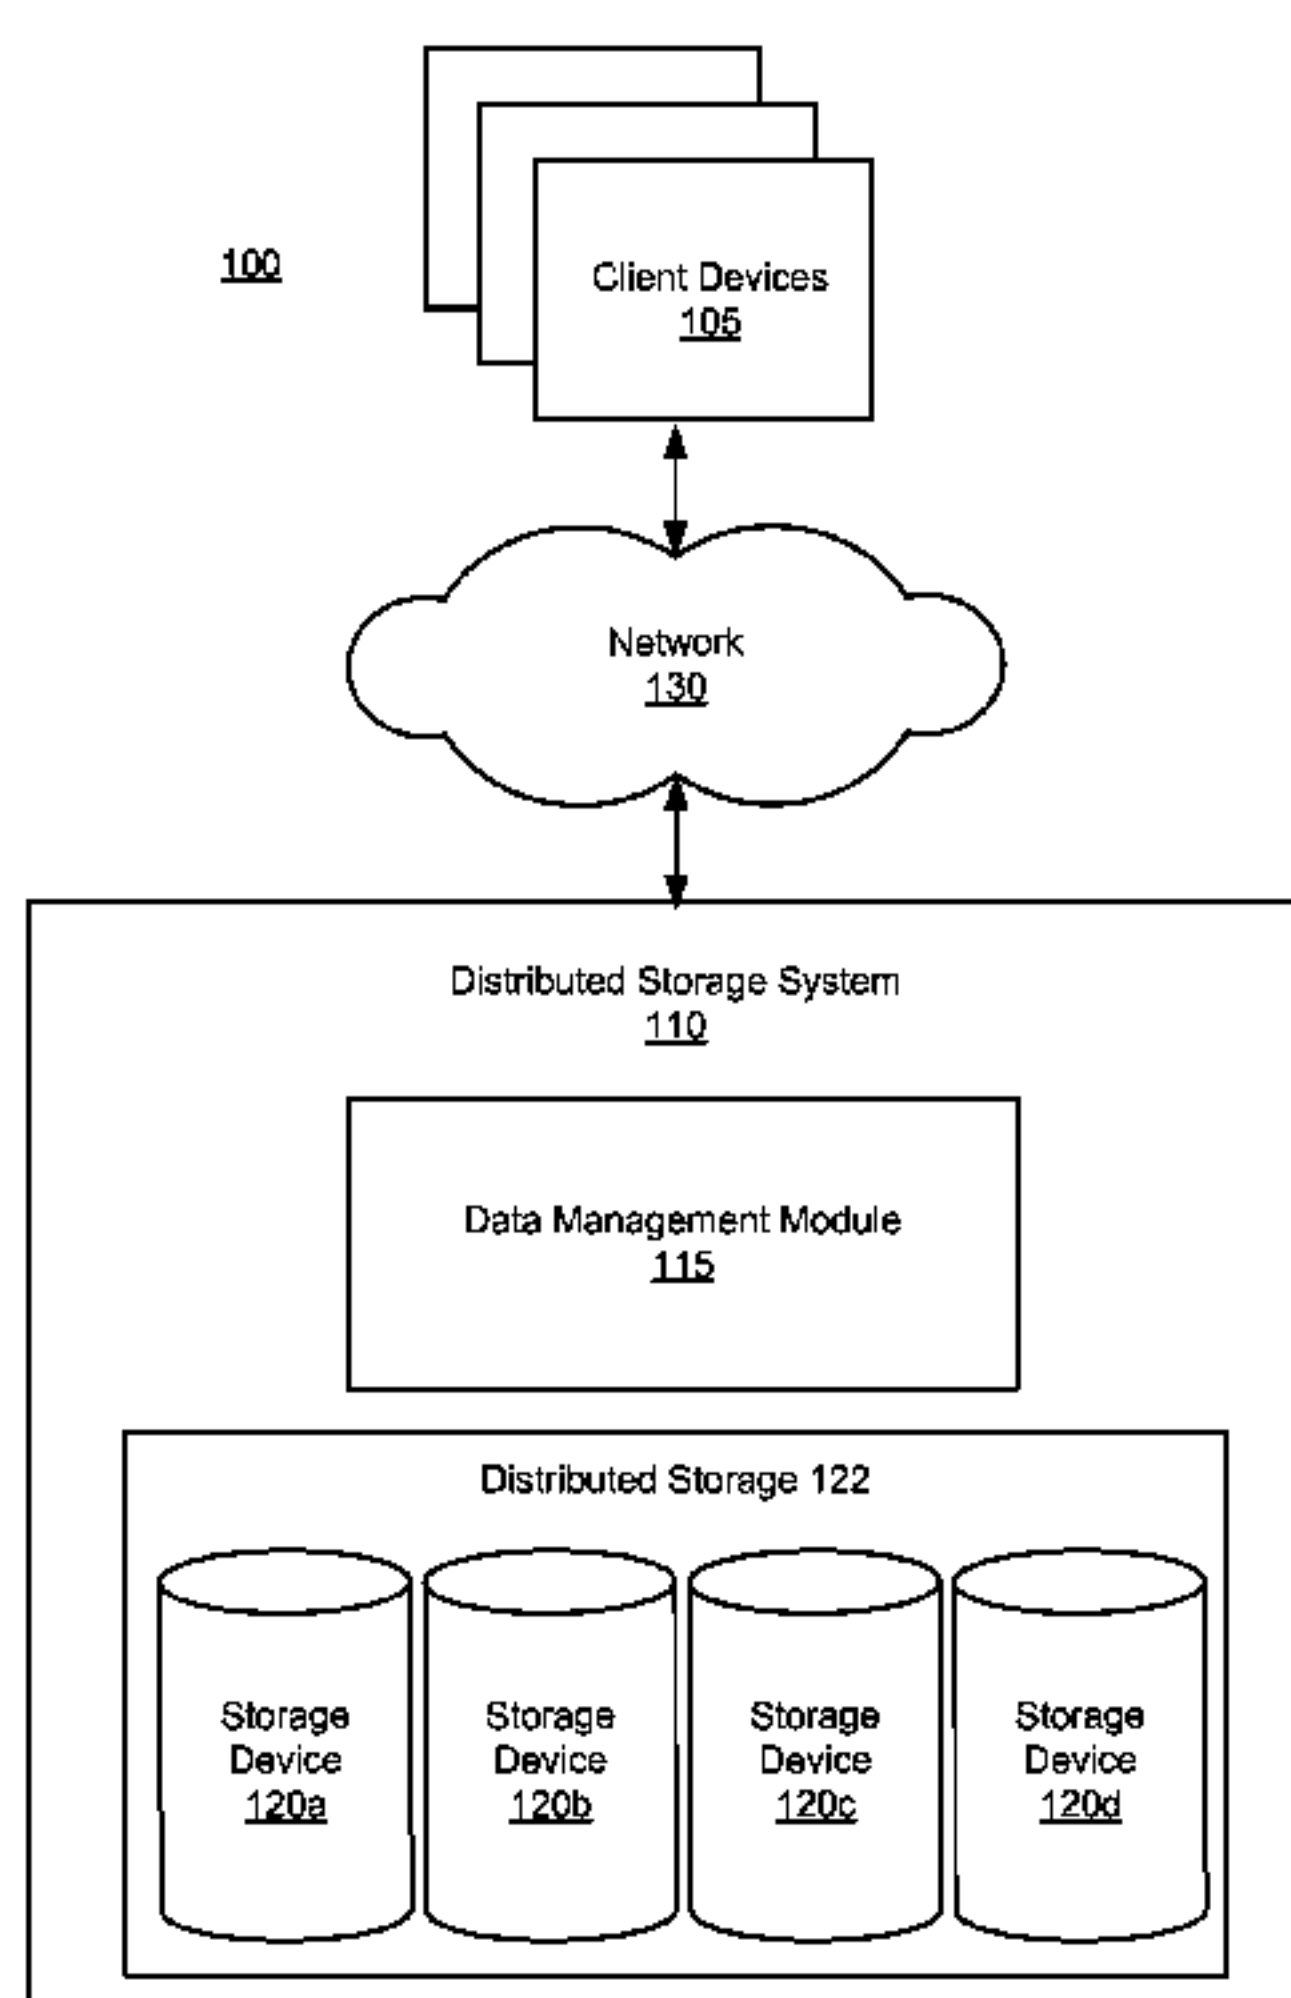 100
Client Devices
105
Network
130
Distributed Storage System
110
Data Management Module
115
Distributed Storage 122
Storage
Device
120a
Storage
Device
120b
Storage
Device
120c
Storage
Device
120d